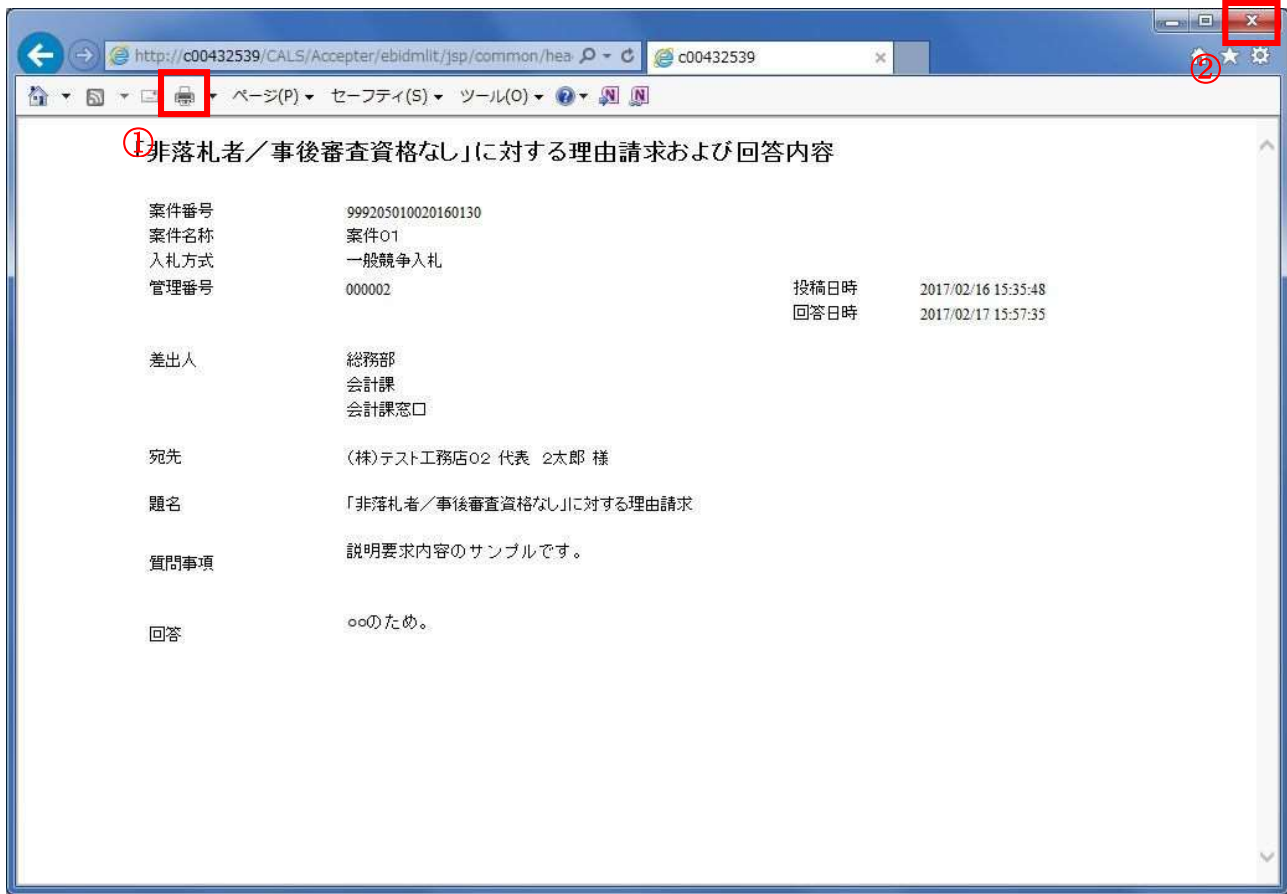 ②
http://c00432539/CALS/Accepter/ebidmlit/jsp/common/hea
c00432539
ページ(P) セーフティ(S) ツール(O)
①
「非落札者／事後審査資格なし」に対する理由請求および回答内容
案件番号 999205010020160130
案件名称 案件01
入札方式 一般競争入札
管理番号 000002 投稿日時 2017/02/16 15:35:48
回答日時 2017/02/17 15:57:35
差出人 総務部
会計課
会計課窓口
宛先 (株)テスト工務店02 代表 2太郎 様
題名 「非落札者／事後審査資格なし」に対する理由請求
質問事項 説明要求内容のサンプルです。
回答 ○○のため。